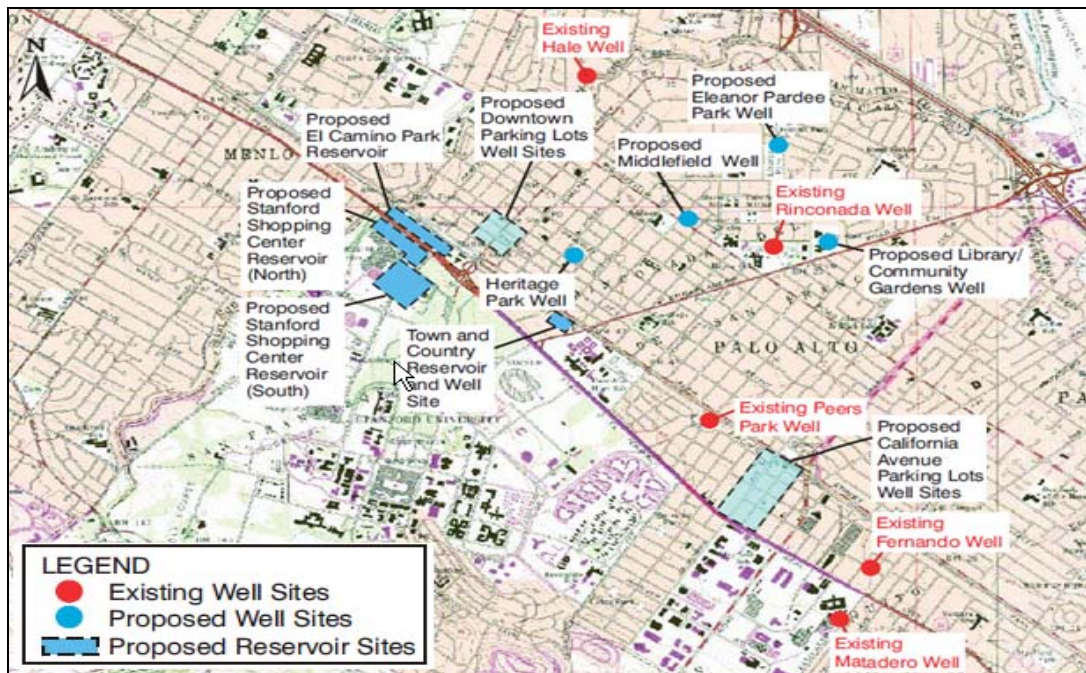 N
MENLO
Existing
Hale Well
Proposed
Eleanor Pardee
Park Well
Proposed
El Camino Park
Reservoir
Proposed
Downtown
Parking Lots
Well Sites
Proposed
Middlefield Well
Proposed
Stanford
Shopping
Center
Reservoir
(North)
Existing
Rinconada Well
Proposed Library/
Community
Gardens Well
Heritage
Park Well
Proposed
Stanford
Shopping
Center
Reservoir
(South)
Town and
Country
Reservoir
and Well
Site
PALO ALTO
STANFORD UNIVERSITY
Existing Peers
Park Well
Proposed
California
Avenue
Parking Lots
Well Sites
Existing
Fernando Well
Existing
Matadero Well
LEGEND
Existing Well Sites
Proposed Well Sites
Proposed Reservoir Sites